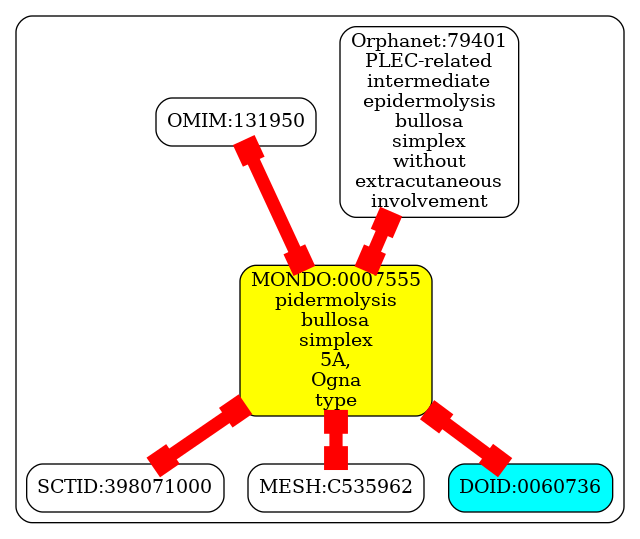 OMIM:131950
Orphanet:79401
PLEC-related
intermediate
epidermolysis
bullosa
simplex
without
extracutaneous
involvement
MONDO:0007555
pidermolysis
bullosa
simplex
5A,
Ogna
type
SCTID:398071000
MESH:C535962
DOID:0060736